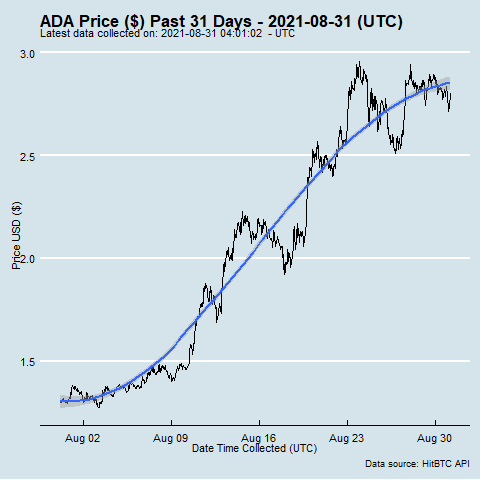 ADA Price ($) Past 31 Days - 2021-08-31 (UTC)
Latest data collected on: 2021-08-31 04:01:02 - UTC
3.0
2.5
2.0
1.5
Price USD ($)
Aug 02 Aug 09 Aug 16 Aug 23 Aug 30
Date Time Collected (UTC)
Data source: HitBTC API